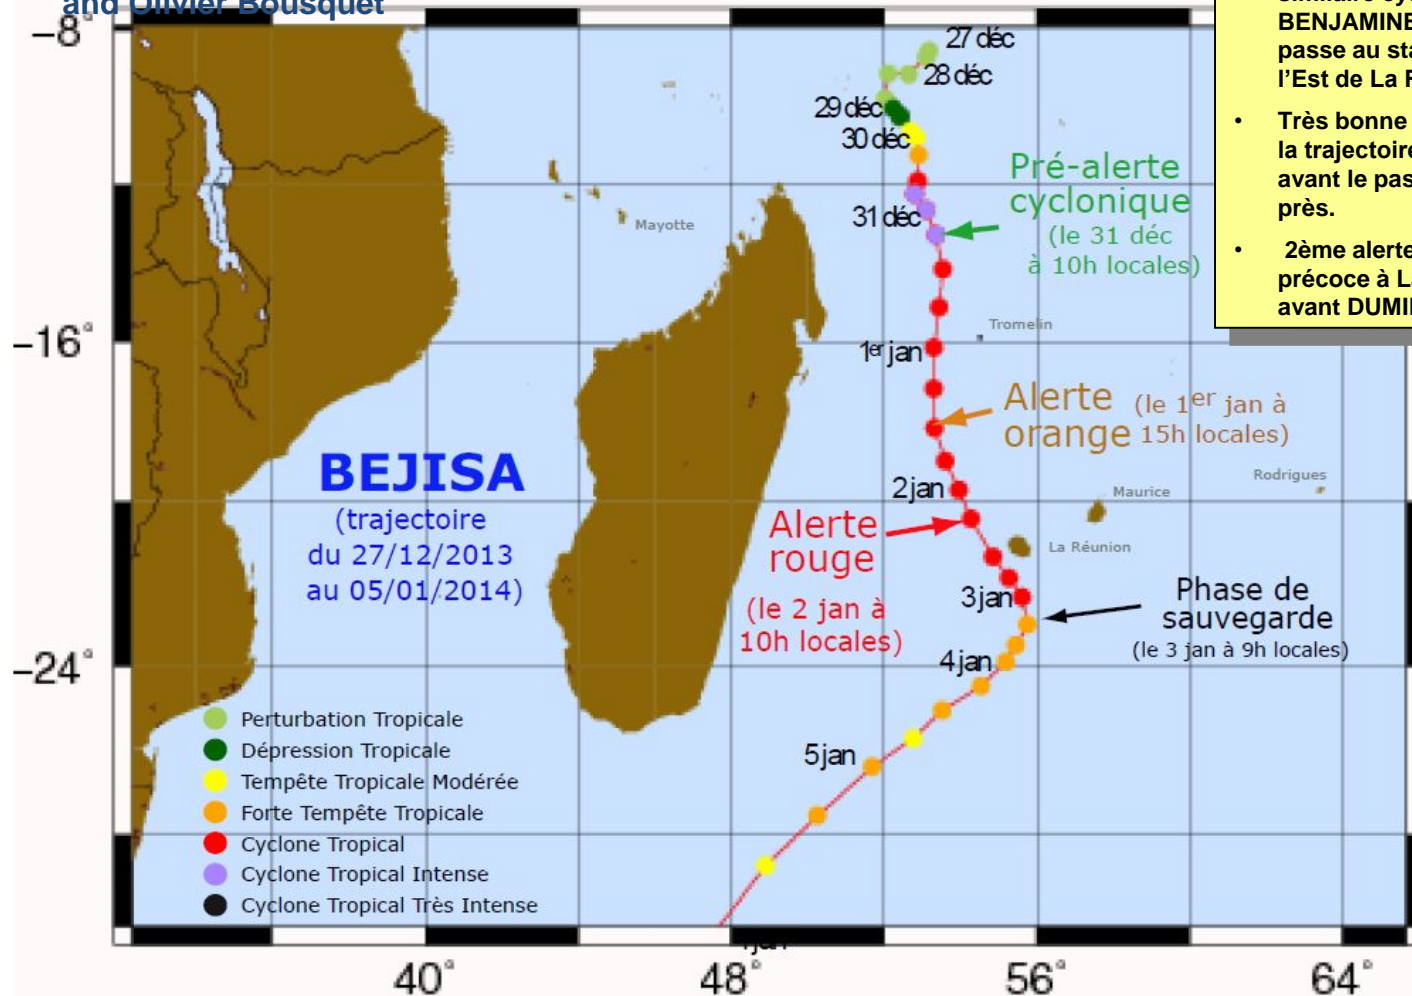 and Olivier Bousquet
BENJAMINE
passe au
l’Est de La
Très bonne
la trajectoire
avant le
près.
2ème alerte
précoce à
avant
−8°
−16°
−24°
27 déc
28 déc
29 déc
30 déc
31 déc
Pré-alerte
cyclonique
(le 31 déc
à 10h locales)
Mayotte
Tromelin
1er jan
Alerte
orange
(le 1er jan à
15h locales)
BEJISA
(trajectoire
du 27/12/2013
au 05/01/2014)
2 jan
Rodrigues
Maurice
La Réunion
Alerte
rouge
(le 2 jan à
10h locales)
3 jan
Phase de
sauvegarde
(le 3 jan à 9h locales)
4 jan
5 jan
Perturbation Tropicale
Dépression Tropicale
Tempête Tropicale Modérée
Forte Tempête Tropicale
Cyclone Tropical
Cyclone Tropical Intense
Cyclone Tropical Très Intense
40°
48°
56°
64°